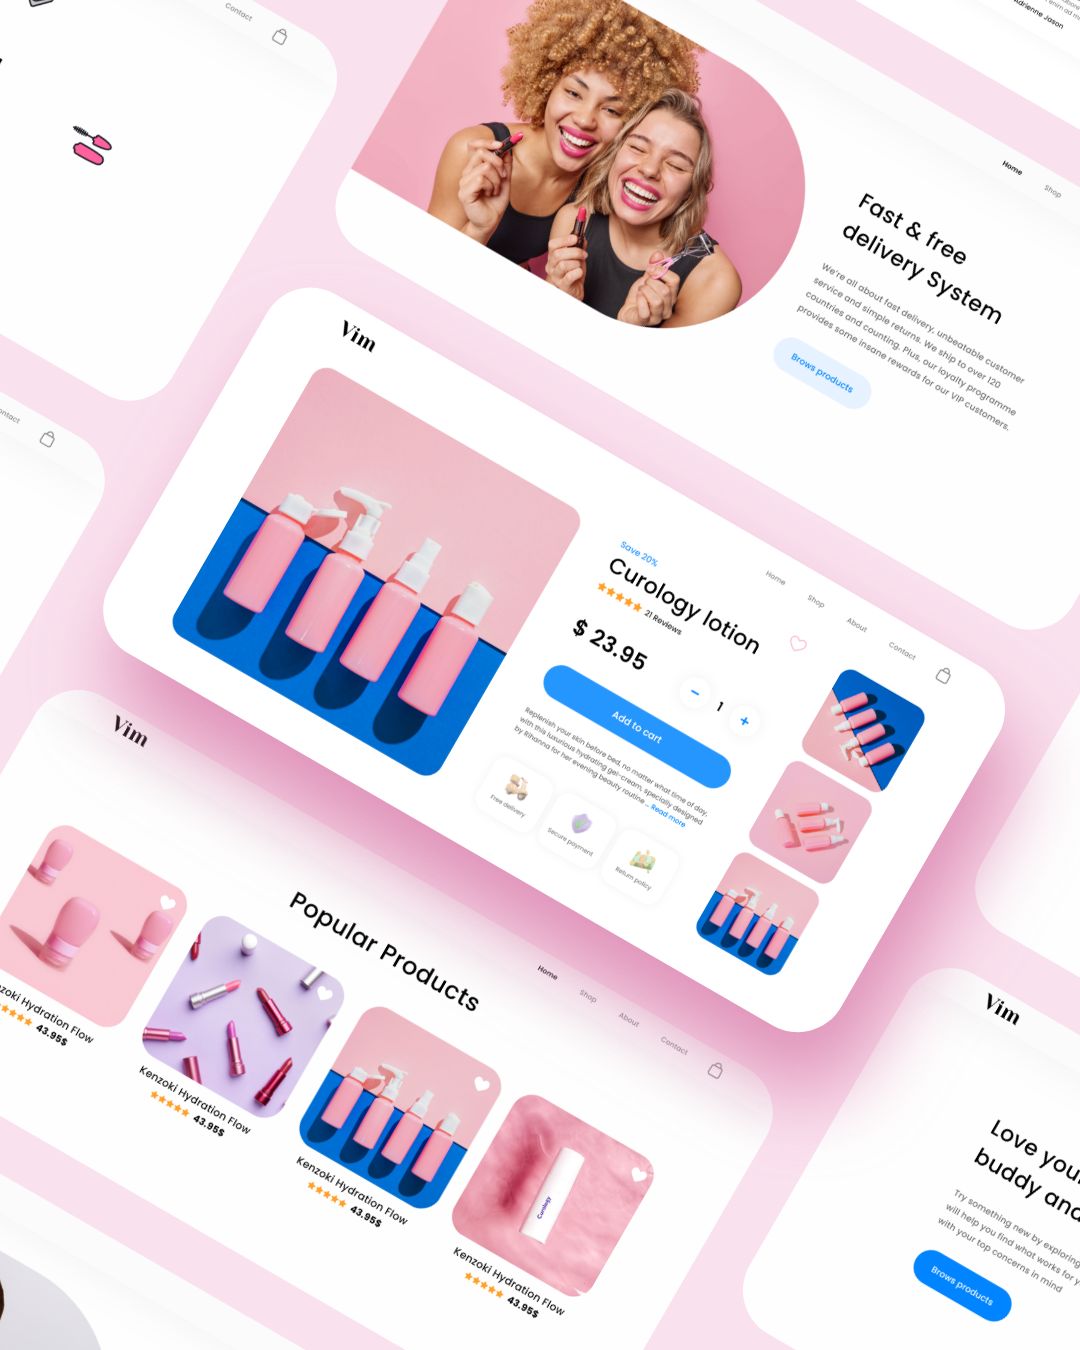 Contact
enim ad mi
Adrienne Jason
Home
Shop
Fast & free
delivery System
We're all about fast delivery, unbeatable customer
service and simple returns. We ship to over 120
countries and counting. Plus, our loyalty programme
provides some insane rewards for our VIP customers.
Brows products
Vim
Save 20%
Curology lotion
21 Reviews
$ 23.95
1
Add to cart
Replenish your skin before bed, no matter what time of day,
with this luxurious hydrating gel-cream, specially designed
by Rihanna for her evening beauty routine ... Read more
Free delivery
Secure payment
Return policy
Home
Shop
About
Contact
ontact
Vim
Popular Products
Home
Shop
About
Contact
zoki Hydration Flow
43.95$
Kenzoki Hydration Flow
43.95$
Kenzoki Hydration Flow
43.95$
Curology
Kenzoki Hydration Flow
43.95$
Vim
Love your
buddy and
Try something new by exploring
will help you find what works for y
with your top concerns in mind
Brows products